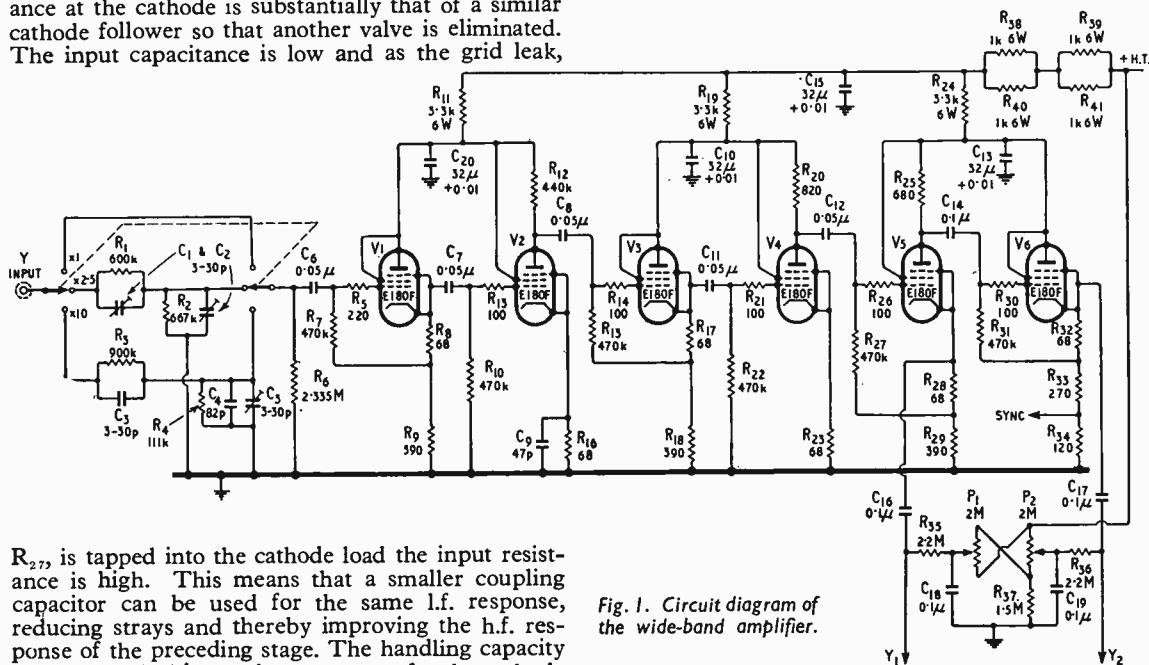 ance at the cathode is substantially that of a similar
cathode follower so that another valve is eliminated.
The input capacitance is low and as the grid leak,
R38
1k 6W
R39
1k 6W
+ H.T.
R40
1k 6W
R41
1k 6W
R11
3·3k
6W
R19
3·3k
6W
C15
32μ
+0·01
R24
3·3k
6W
C20
32μ
+0·01
R12
440k
C8
0·05μ
C10
32μ
+0·01
R20
820
C12
0·05μ
R25
680
C14
0·1μ
C13
32μ
+0·01
Y
INPUT
x1
x2·5
x10
R1
600k
C1 & C2
3-30p
R2
667k
R3
900k
C3
3-30p
R4
111k
C4
82p
C3
3-30p
C6
0·05μ
R7
470k
R6
2·335M
R5
220
V1
E180F
R8
68
R9
390
C7
0·05μ
R10
470k
R13
100
V2
E180F
C9
47p
R16
68
R14
100
R13
470k
V3
E180F
R17
68
R18
390
C11
0·05μ
R22
470k
R21
100
V4
E180F
R23
68
R26
100
R27
470k
V5
E180F
R28
68
R29
390
R30
100
R31
470k
V6
E180F
R32
68
R33
270
SYNC
R34
120
C16
0·1μ
R35
2·2M
P1
2M
P2
2M
C17
0·1μ
C18
0·1μ
R37
1·5M
R36
2·2M
C19
0·1μ
Y1
Y2
R27, is tapped into the cathode load the input resist-
ance is high. This means that a smaller coupling
capacitor can be used for the same l.f. response,
reducing strays and thereby improving the h.f. res-
ponse of the preceding stage. The handling capacity
Fig. 1. Circuit diagram of
the wide-band amplifier.